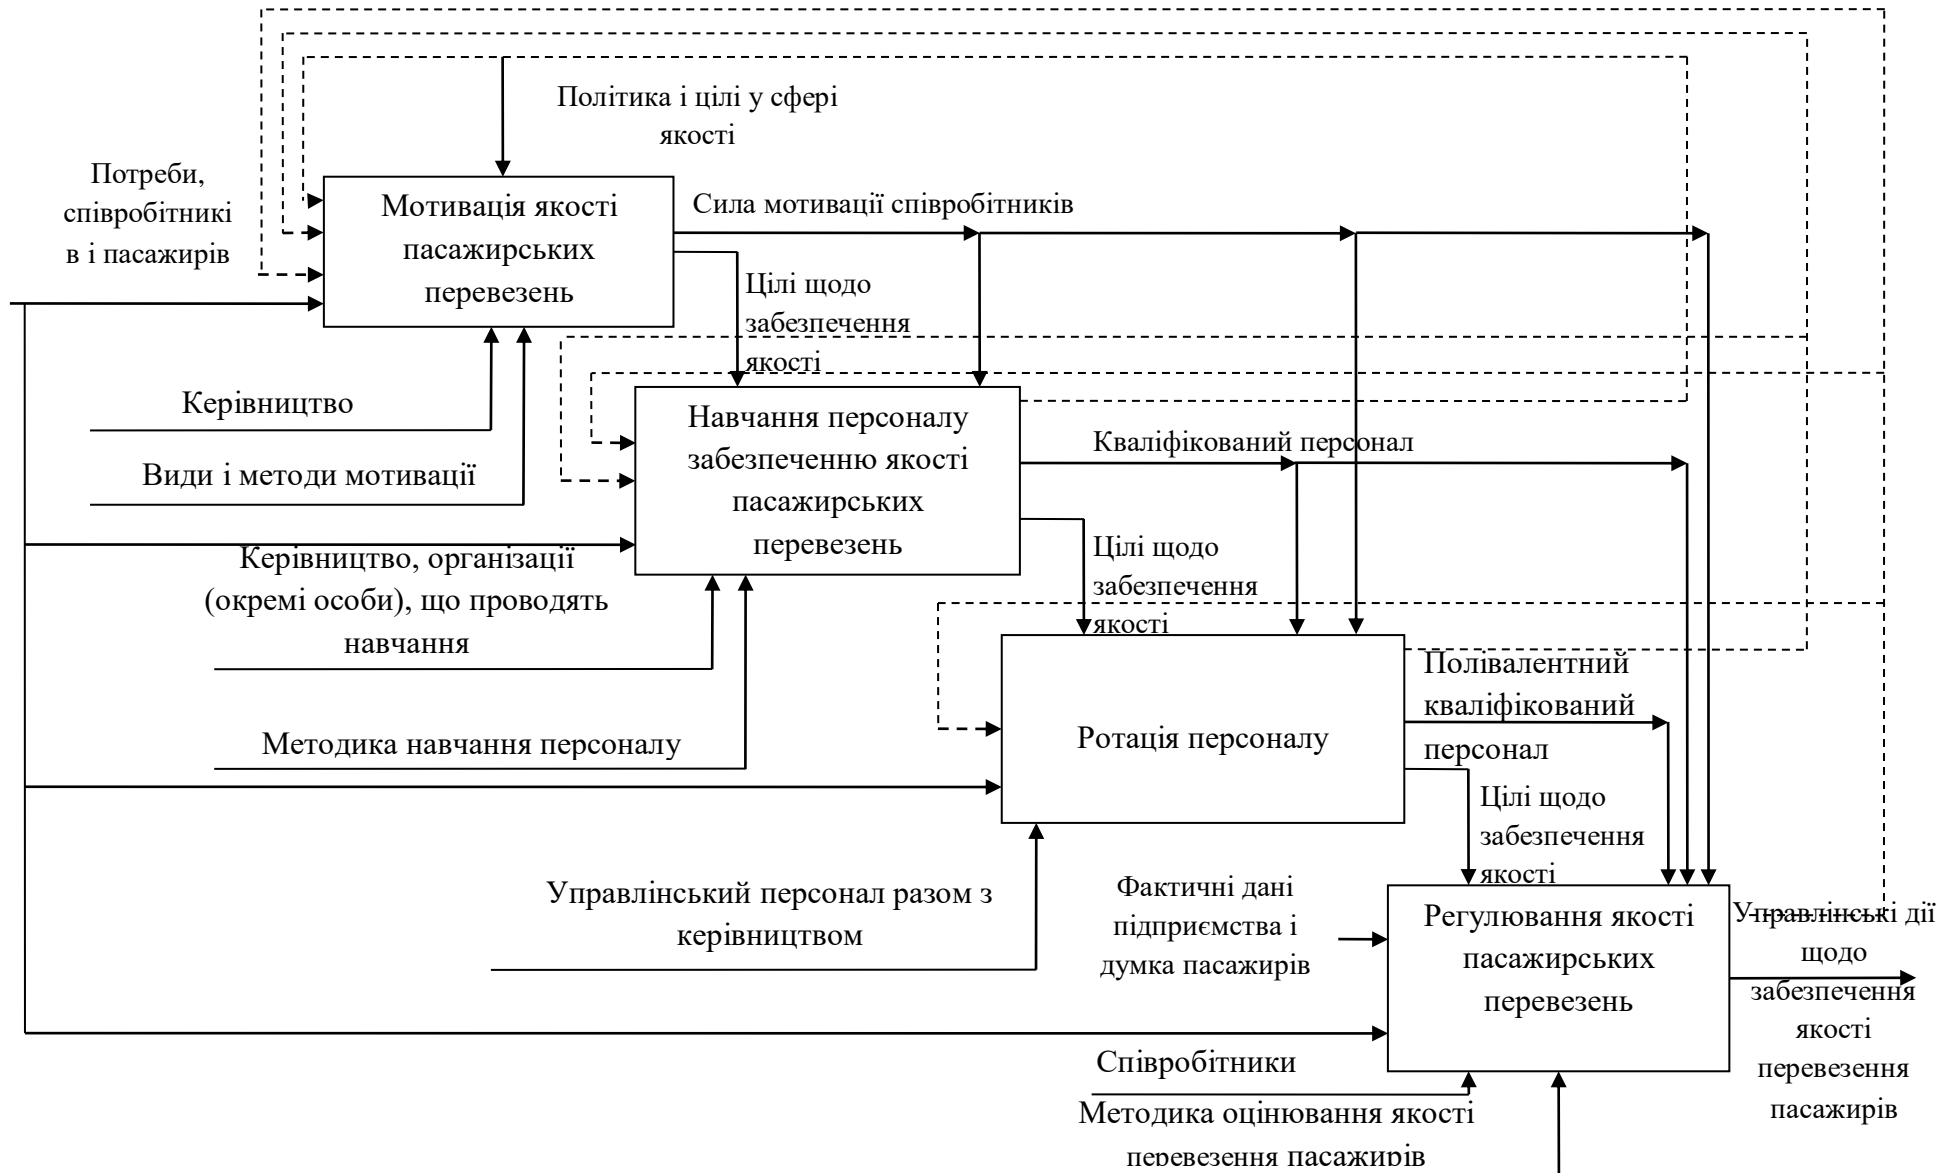 Політика і цілі у сфері
якості
Потреби,
співробітникі
в і пасажирів
Мотивація якості
пасажирських
перевезень
Сила мотивації співробітників
Цілі щодо
забезпечення
якості
Керівництво
Види і методи мотивації
Навчання персоналу
забезпеченню якості
пасажирських
перевезень
Кваліфікований персонал
Керівництво, організації
(окремі особи), що проводять
навчання
Цілі щодо
забезпечення
якості
Методика навчання персоналу
Ротація персоналу
Полівалентний
кваліфікований
персонал
Цілі щодо
забезпечення
якості
Управлінський персонал разом з
керівництвом
Фактичні дані
підприємства і
думка пасажирів
Регулювання якості
пасажирських
перевезень
Управлінські дії
щодо
забезпечення
якості
перевезення
пасажирів
Співробітники
Методика оцінювання якості
перевезення пасажирів